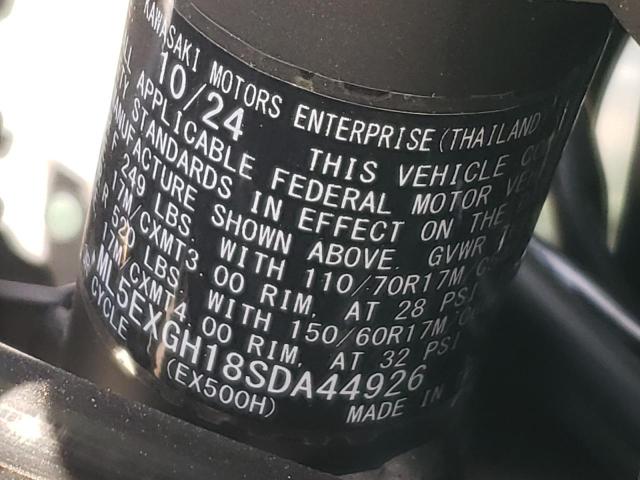 KAWASAKI MOTORS ENTERPRISE (THAILAND
10/24 THIS VEHICLE
APPLICABLE FEDERAL MOTOR
STANDARDS IN EFFECT ON THE
MANUFACTURE SHOWN ABOVE. GVWR
249 LBS. WITH 110/70R17M/C
17M/CXMT3.00 RIM, AT 28 PSI
520 LBS. WITH 150/60R17M
17M/CXMT4.00 RIM, AT 32 PSI
ML5EXGH18SDA44926
CYCLE (EX500H) MADE IN